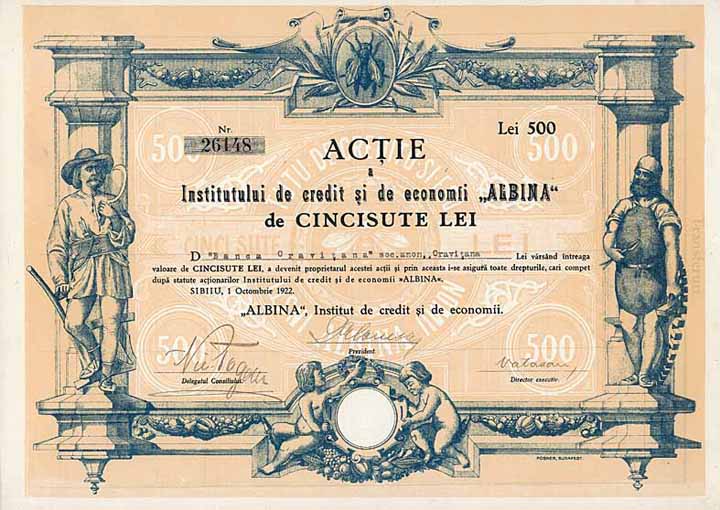 Nr.
26148
Lei 500
500
500
ACȚIE
a
Institutului de credit și de economii „ALBINA"
de CINCISUTE LEI
D "Banca Oravițana" soc.anon., Oravițana Lei vărsând întreaga
valoare de CINCISUTE LEI, a devenit proprietarul acestei acții și prin aceasta i-se asigură toate drepturile, cari compet
după statute acționarilor Institutului de credit și de economii »ALBINA«.
SIBIIU, 1 Octombrie 1922.
„ALBINA", Institut de credit și de economii.
500
500
President
Delegatul Consiliului.
Director executiv.
POSNER, BUDAPEST.